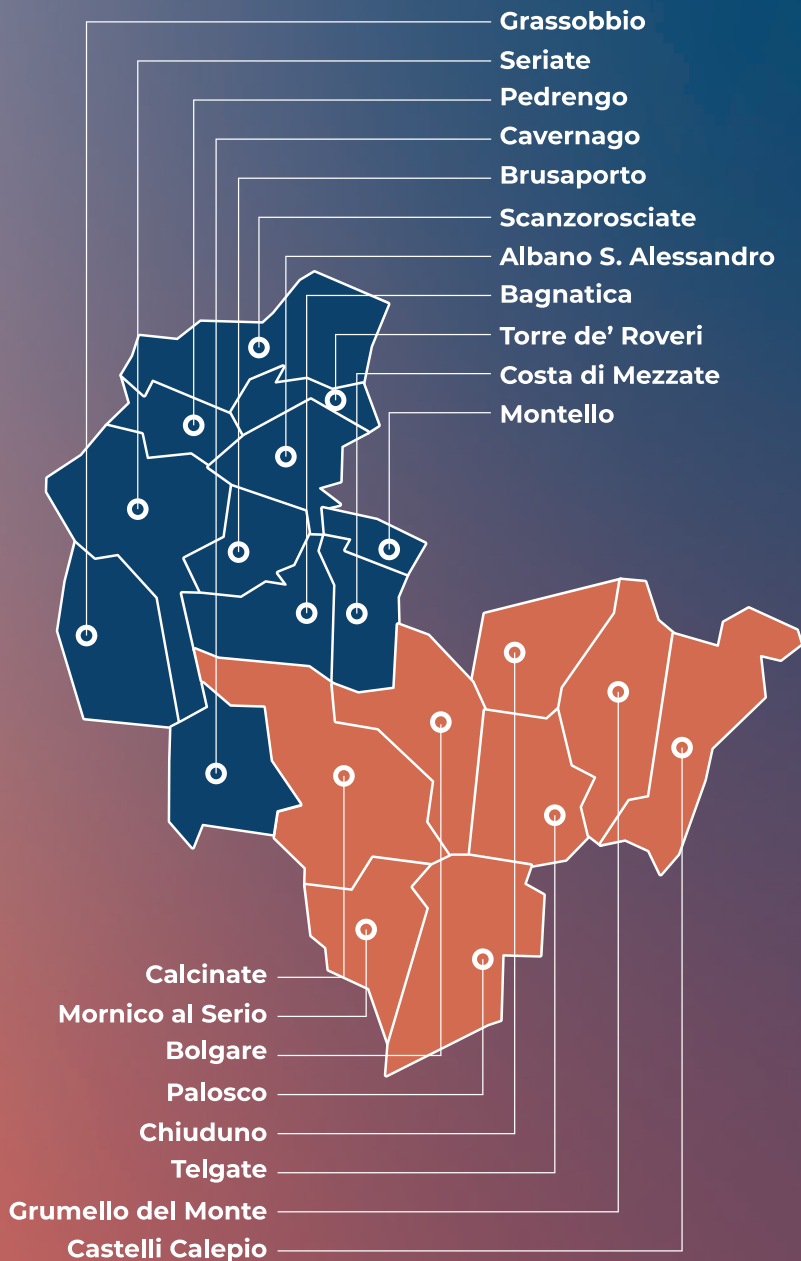 Grassobbio
Seriate
Pedrengo
Cavernago
Brusaporto
Scanzorosciate
Albano S. Alessandro
Bagnatica
Torre de’ Roveri
Costa di Mezzate
Montello
Calcinate
Mornico al Serio
Bolgare
Palosco
Chiuduno
Telgate
Grumello del Monte
Castelli Calepio